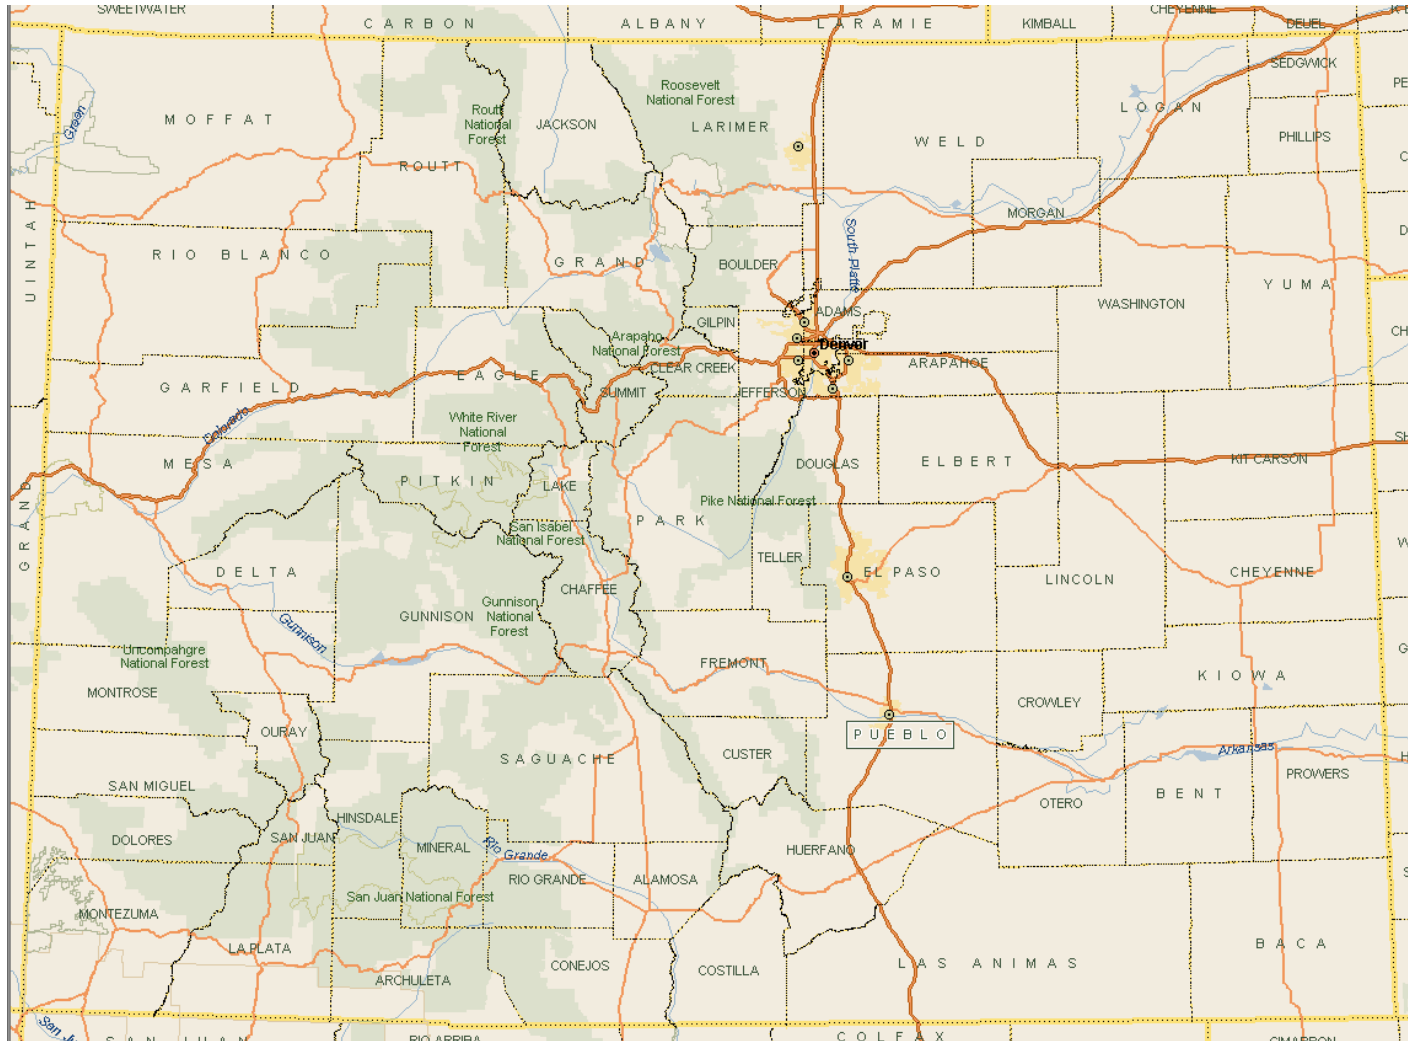 SWEETWATER
CARBON
ALBANY
LARAMIE
KIMBALL
CHEYENNE
DEUEL
SEDGWICK
Green
MOFFAT
Routt
National
Forest
JACKSON
Roosevelt
National Forest
LARIMER
WELD
LOGAN
PHILLIPS
ROUTT
UINTAH
RIO BLANCO
GRAND
BOULDER
South Platte
MORGAN
YUMA
WASHINGTON
ADAMS
GILPIN
Arapaho
National Forest
Denver
ARAPAHOE
CLEAR CREEK
GARFIELD
EAGLE
SUMMIT
JEFFERSON
Colorado
White River
National
Forest
MESA
PITKIN
LAKE
DOUGLAS
ELBERT
KIT CARSON
GRAND
San Isabel
National Forest
PARK
Pike National Forest
TELLER
EL PASO
LINCOLN
CHEYENNE
DELTA
CHAFFEE
GUNNISON
Gunnison
National
Forest
Gunnison
Uncompahgre
National Forest
FREMONT
MONTROSE
KIOWA
CROWLEY
OURAY
PUEBLO
SAGUACHE
CUSTER
Arkansas
PROWERS
SAN MIGUEL
BENT
OTERO
DOLORES
SAN JUAN
HINSDALE
MINERAL
Rio Grande
HUERFANO
RIO GRANDE
ALAMOSA
San Juan National Forest
MONTEZUMA
LA PLATA
BACA
ARCHULETA
CONEJOS
COSTILLA
LAS ANIMAS
SAN JUAN
RIO ARRIBA
COLFAX
CIMARRON